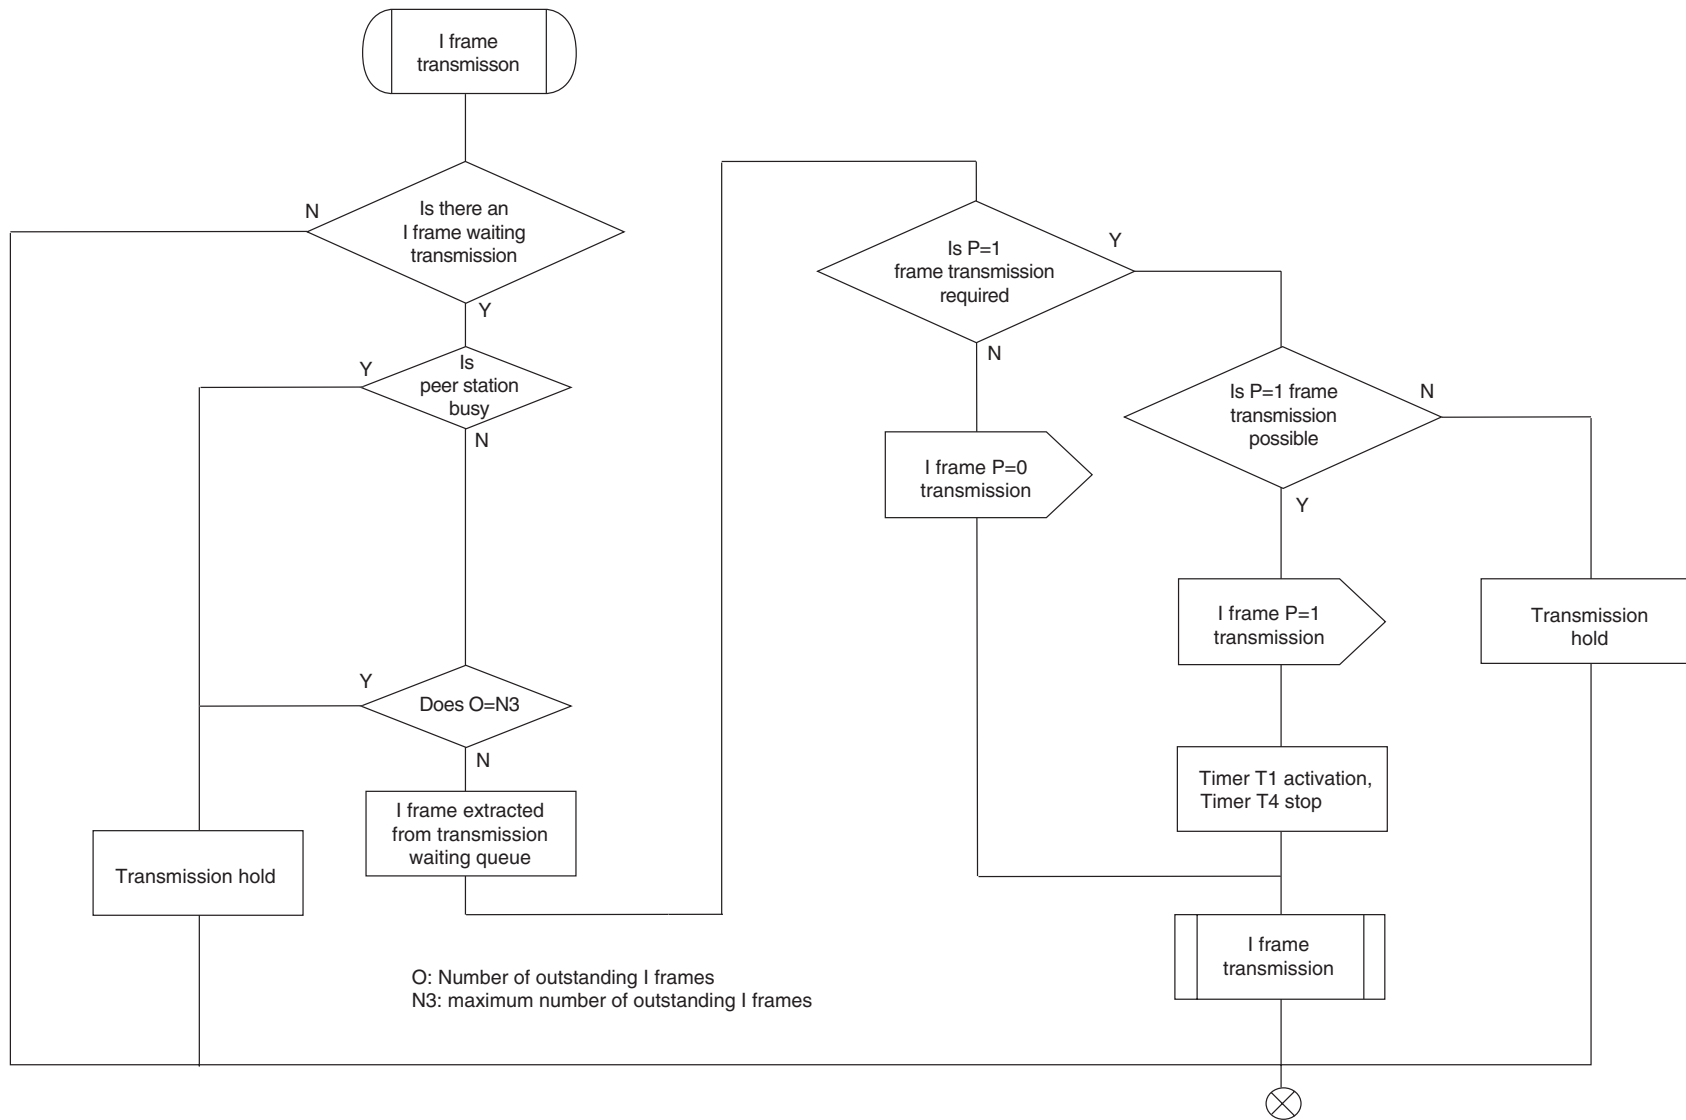 I frame
transmisson
Is there an
I frame waiting
transmission
N
Y
Is
peer station
busy
Y
N
Does O=N3
Y
N
I frame extracted
from transmission
waiting queue
Transmission hold
O: Number of outstanding I frames
N3: maximum number of outstanding I frames
Is P=1
frame transmission
required
Y
N
I frame P=0
transmission
Is P=1 frame
transmission
possible
N
Y
I frame P=1
transmission
Transmission
hold
Timer T1 activation,
Timer T4 stop
I frame
transmission